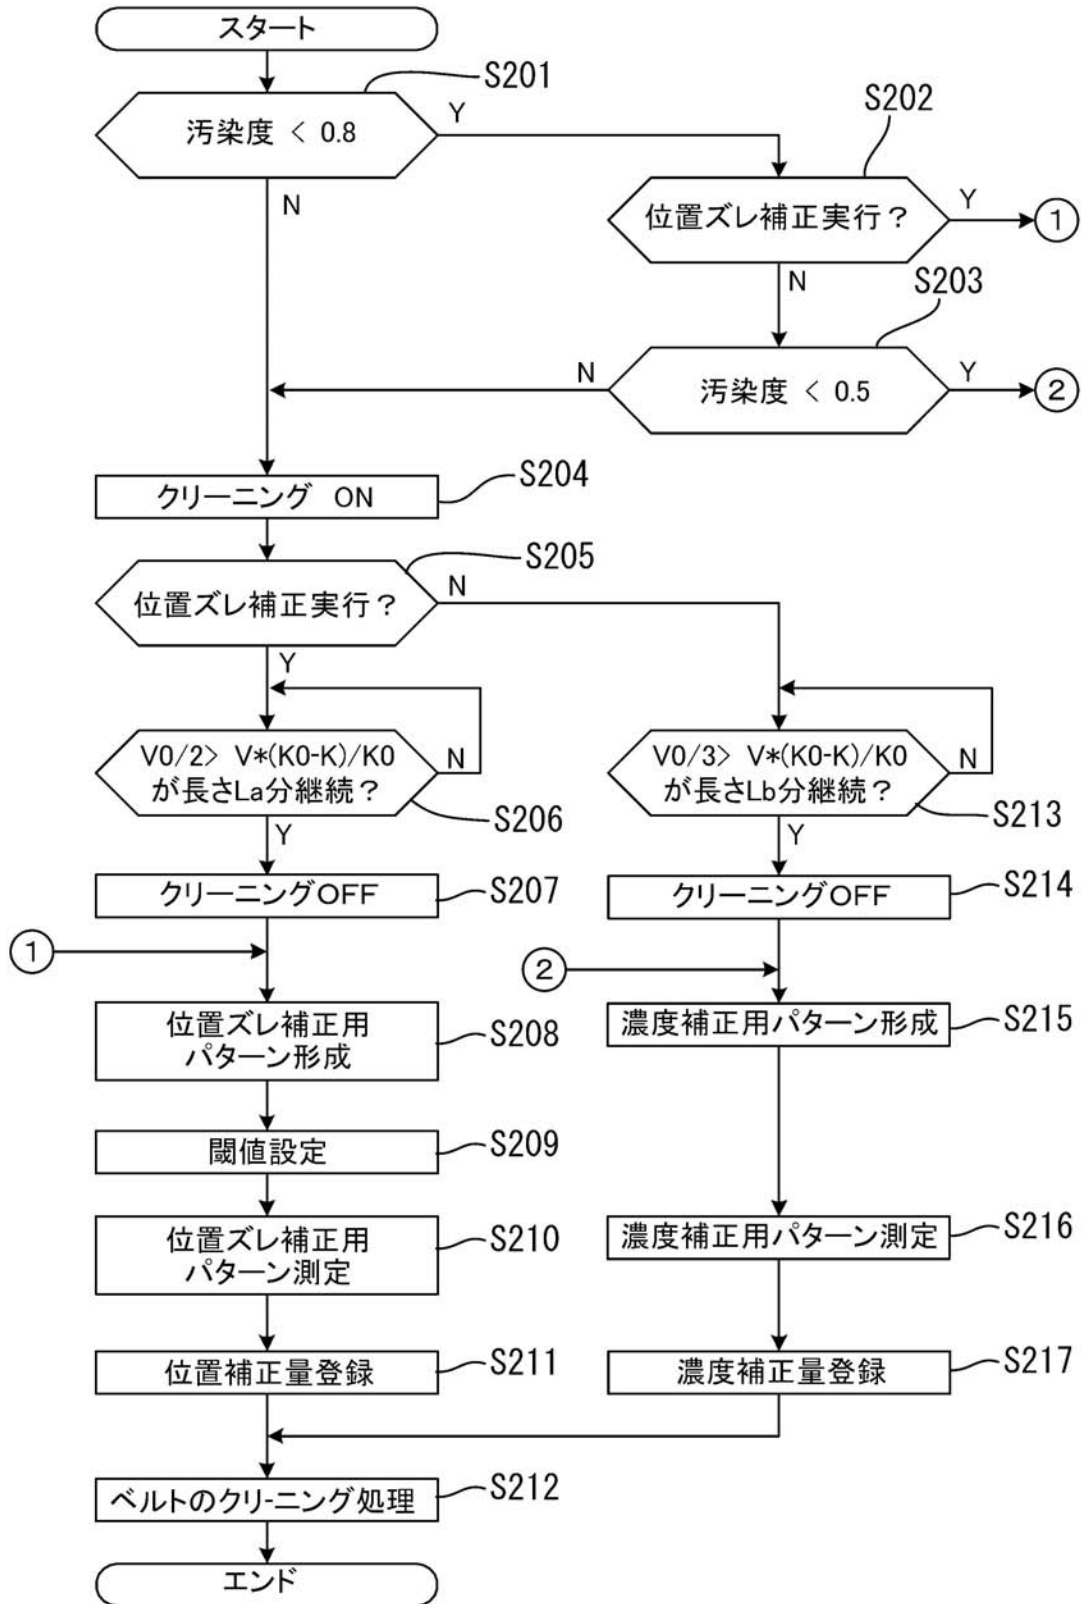 スタート
S201
汚染度 < 0.8
Y
N
S202
位置ズレ補正実行?
Y
①
N
S203
汚染度 < 0.5
N
Y
②
S204
クリーニング ON
S205
位置ズレ補正実行?
N
Y
V0/2> V*(K0-K)/K0
が長さLa分継続?
N
S206
Y
V0/3> V*(K0-K)/K0
が長さLb分継続?
N
S213
Y
クリーニングOFF
S207
クリーニングOFF
S214
①
②
位置ズレ補正用
パターン形成
S208
濃度補正用パターン形成
S215
閾値設定
S209
位置ズレ補正用
パターン測定
S210
濃度補正用パターン測定
S216
位置補正量登録
S211
濃度補正量登録
S217
ベルトのクリーニング処理
S212
エンド